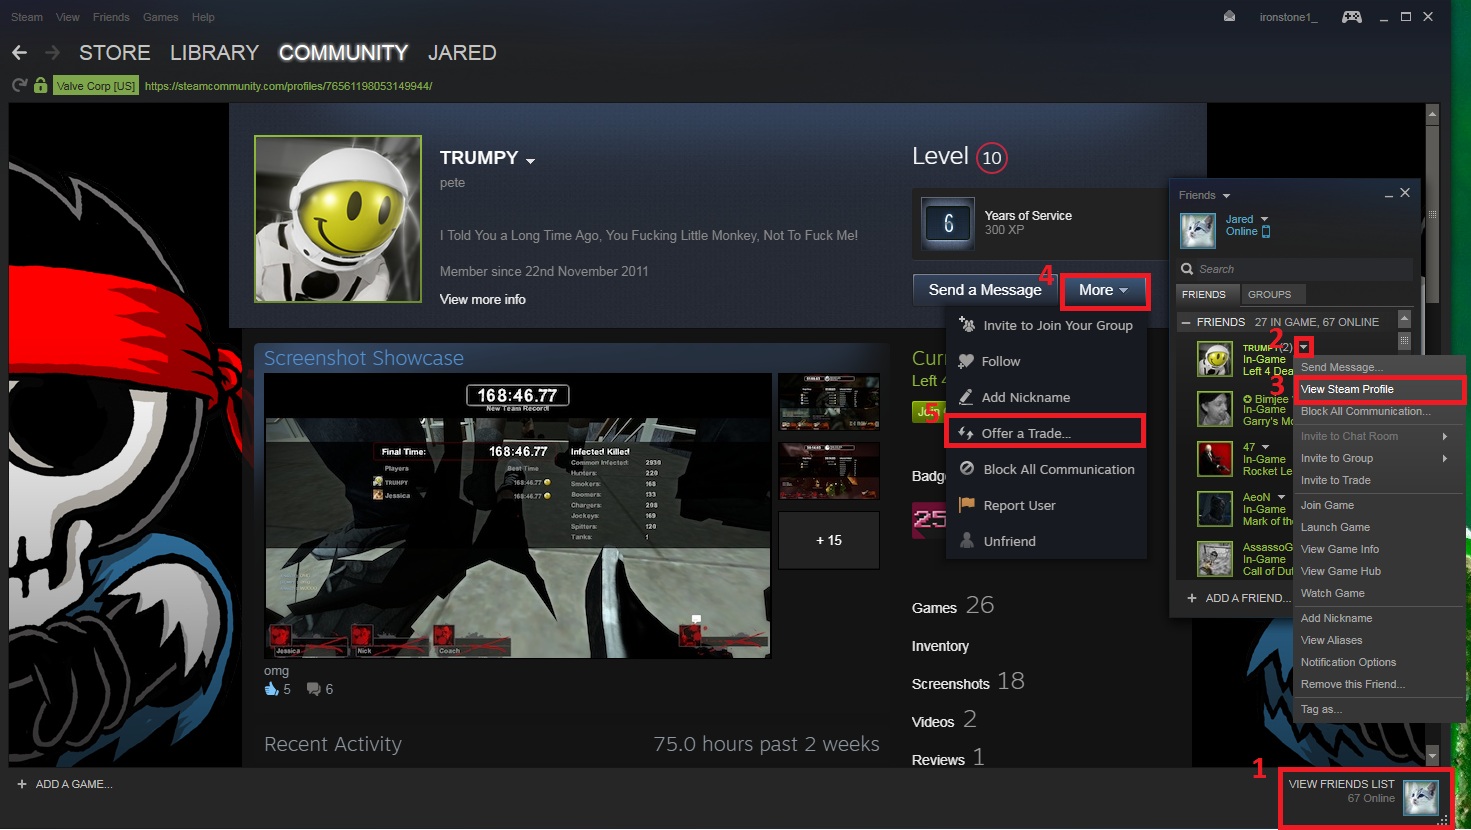 Steam View Friends Games Help
ironstone1_
STORE LIBRARY COMMUNITY JARED
Valve Corp [US] https://steamcommunity.com/profiles/76561198053149944/
TRUMPY
pete
I Told You a Long Time Ago, You Fucking Little Monkey, Not To Fuck Me!
Member since 22nd November 2011
View more info
Level 10
6
Years of Service
300 XP
4
Send a Message
More
Invite to Join Your Group
Follow
Add Nickname
5
Offer a Trade...
Block All Communication
Report User
Unfriend
Screenshot Showcase
168:46.77
New Team Record!
Final Time: 168:46.77
Players Best Time
TRUMPY 168:46.77
Jessica 168:46.77
Infected Killed
Common Infected: 2930
Hunters: 220
Smokers: 168
Boomers: 133
Chargers: 208
Jockeys: 169
Spitters: 120
Tanks: 1
Jessica
Nick
Coach
+ 15
omg
5 6
Recent Activity 75.0 hours past 2 weeks
Curr
Left 4
Join
Badg
25
Games 26
Inventory
Screenshots 18
Videos 2
Reviews 1
Friends
Jared
Online
Search
FRIENDS GROUPS
FRIENDS 27 IN GAME, 67 ONLINE
2
TRUMPY(2)
In-Game
Left 4 Dea
Bimjee
In-Game
Garry's Mo
47
In-Game
Rocket Le
AeoN
In-Game
Mark of the
AssassoG
In-Game
Call of Dut
+ ADD A FRIEND...
Send Message...
3
View Steam Profile
Block All Communication...
Invite to Chat Room
Invite to Group
Invite to Trade
Join Game
Launch Game
View Game Info
View Game Hub
Watch Game
Add Nickname
View Aliases
Notification Options
Remove this Friend...
Tag as...
+ ADD A GAME...
1
VIEW FRIENDS LIST
67 Online